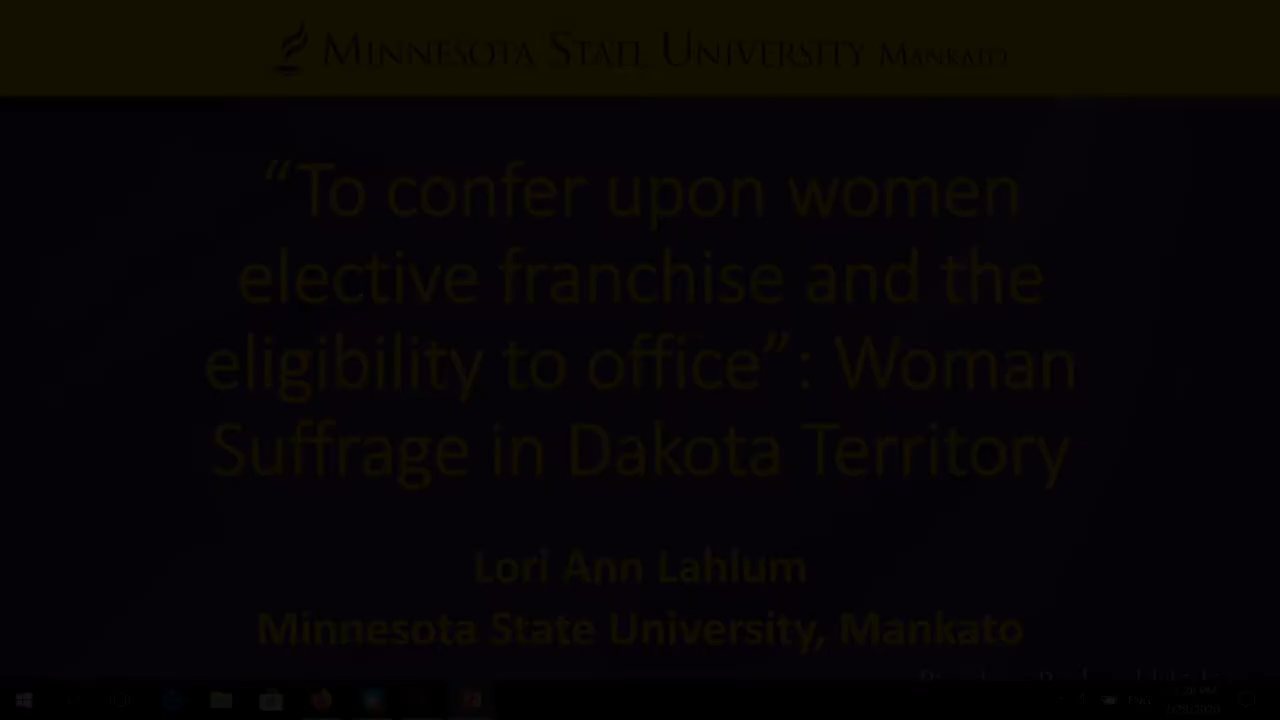 MINNESOTA STATE UNIVERSITY MANKATO
“To confer upon women
elective franchise and the
eligibility to office”: Woman
Suffrage in Dakota Territory
Lori Ann Lahlum
Minnesota State University, Mankato
ENG